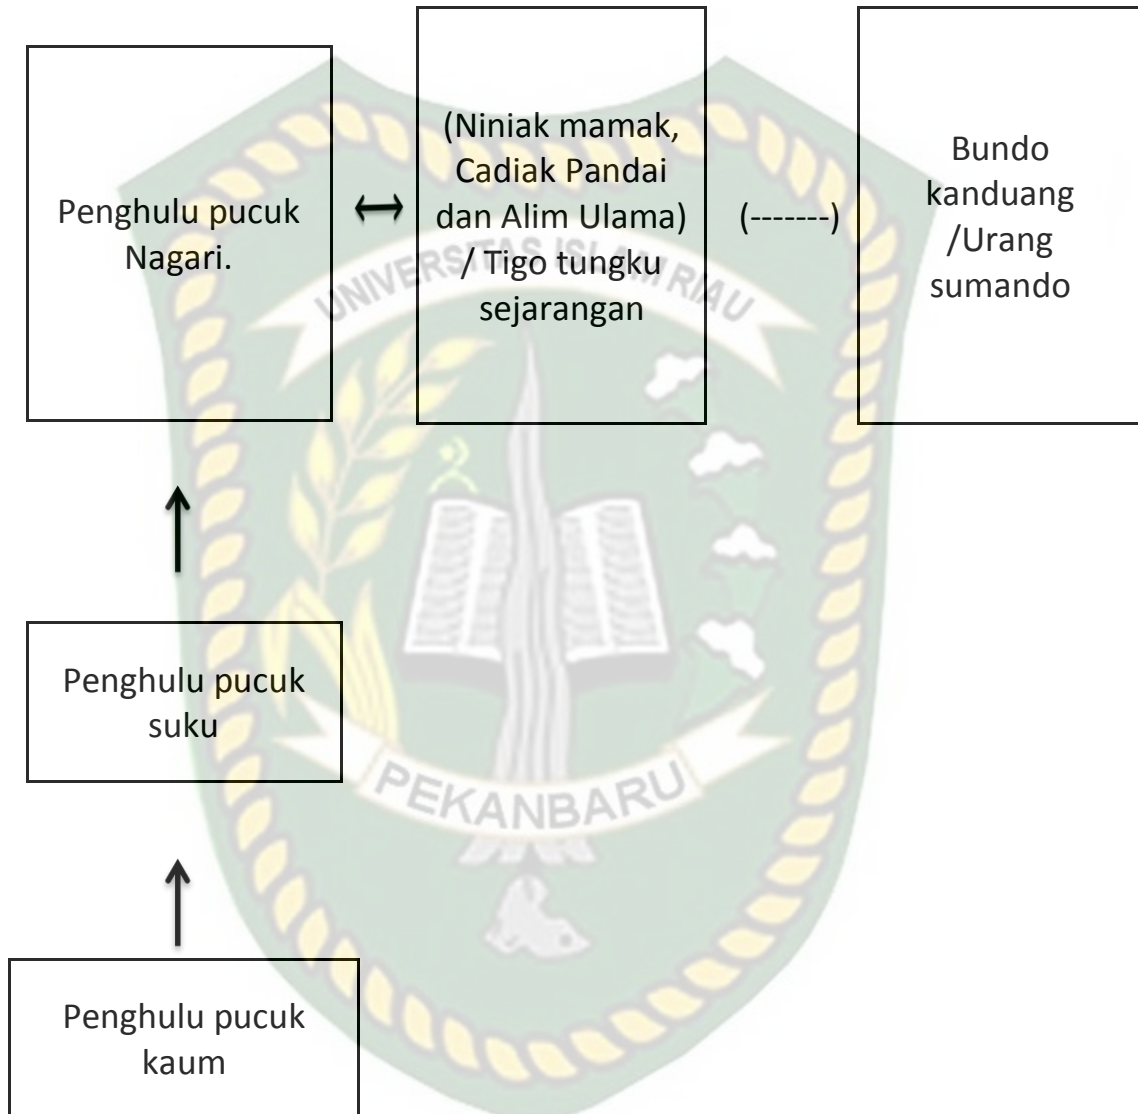 Penghulu pucuk
Nagari.
(Niniak mamak,
Cadiak Pandai
dan Alim Ulama)
/ Tigo tungku
sejarangan
(-------)
Bundo
kanduang
/Urang
sumando
UNIVERSITAS ISLAM RIAU
Penghulu pucuk
suku
PEKANBARU
Penghulu pucuk
kaum